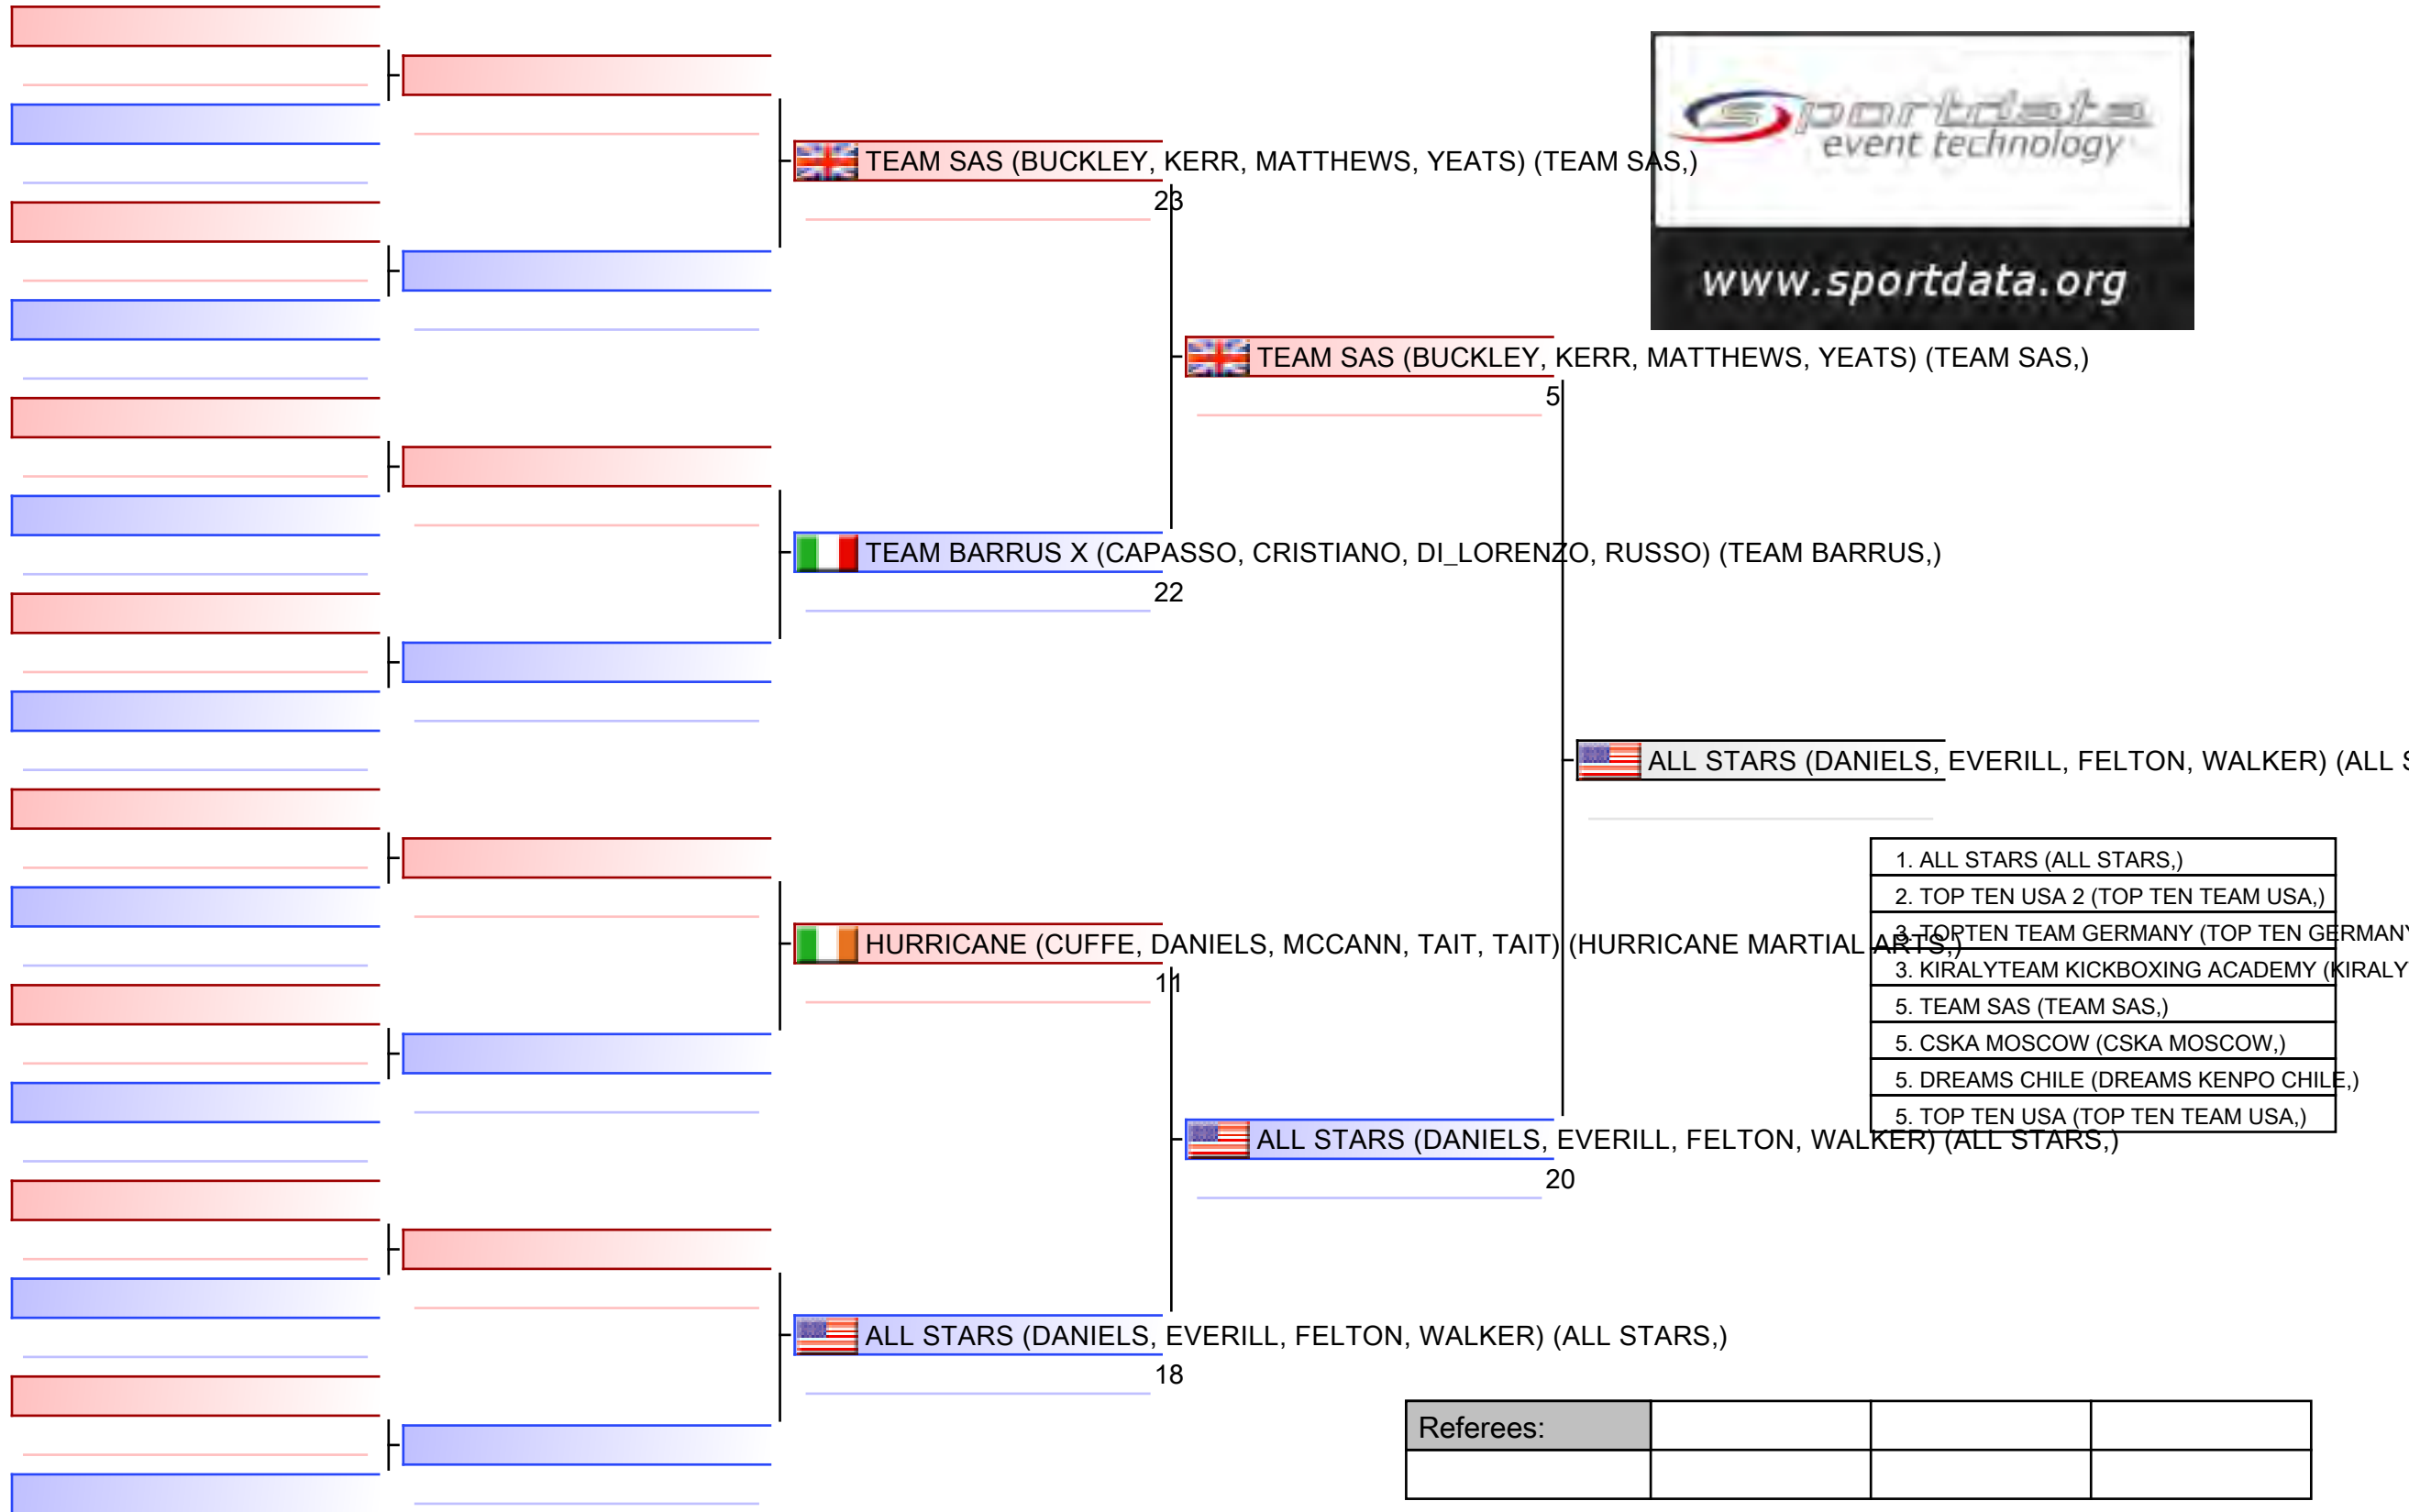 sportdata
event technology
www.sportdata.org
TEAM SAS (BUCKLEY, KERR, MATTHEWS, YEATS) (TEAM SAS,)
23
TEAM SAS (BUCKLEY, KERR, MATTHEWS, YEATS) (TEAM SAS,)
5
TEAM BARRUS X (CAPASSO, CRISTIANO, DI_LORENZO, RUSSO) (TEAM BARRUS,)
22
ALL STARS (DANIELS, EVERILL, FELTON, WALKER) (ALL S
1. ALL STARS (ALL STARS,)
2. TOP TEN USA 2 (TOP TEN TEAM USA,)
3. TOPTEN TEAM GERMANY (TOP TEN GERMANY
3. KIRALYTEAM KICKBOXING ACADEMY (KIRALY
5. TEAM SAS (TEAM SAS,)
5. CSKA MOSCOW (CSKA MOSCOW,)
5. DREAMS CHILE (DREAMS KENPO CHILE,)
5. TOP TEN USA (TOP TEN TEAM USA,)
HURRICANE (CUFFE, DANIELS, MCCANN, TAIT, TAIT) (HURRICANE MARTIAL ARTS,)
11
ALL STARS (DANIELS, EVERILL, FELTON, WALKER) (ALL STARS,)
20
ALL STARS (DANIELS, EVERILL, FELTON, WALKER) (ALL STARS,)
18
Referees: